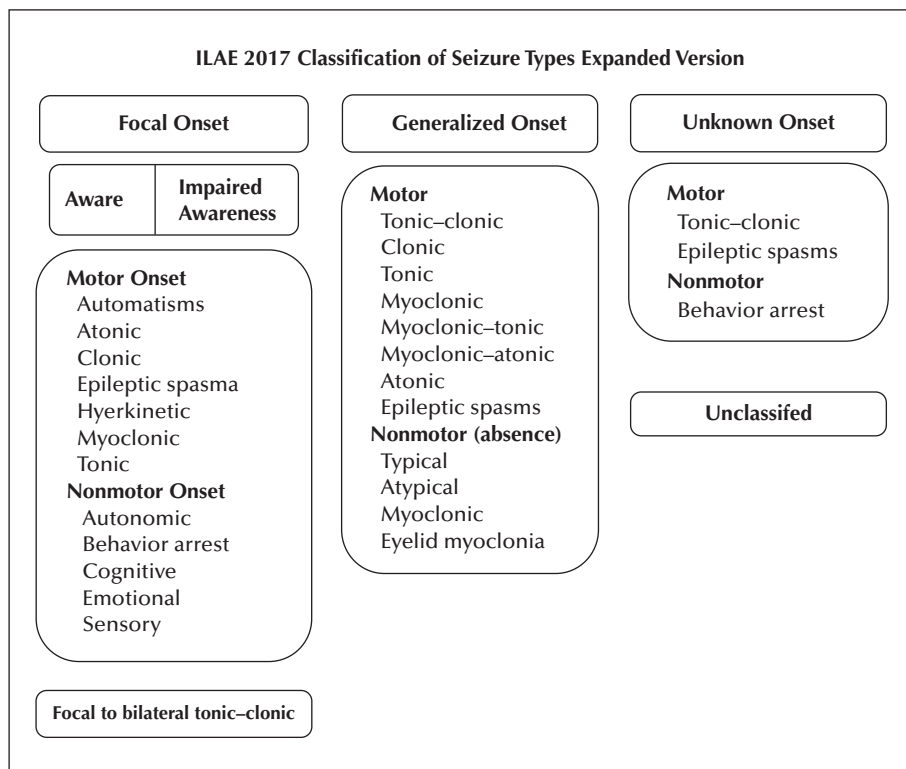 ILAE 2017 Classification of Seizure Types Expanded Version
Focal Onset
Aware
Impaired
Awareness
Motor Onset
Automatisms
Atonic
Clonic
Epileptic spasma
Hyerkinetic
Myoclonic
Tonic
Nonmotor Onset
Autonomic
Behavior arrest
Cognitive
Emotional
Sensory
Focal to bilateral tonic–clonic
Generalized Onset
Motor
Tonic–clonic
Clonic
Tonic
Myoclonic
Myoclonic–tonic
Myoclonic–atonic
Atonic
Epileptic spasms
Nonmotor (absence)
Typical
Atypical
Myoclonic
Eyelid myoclonia
Unknown Onset
Motor
Tonic–clonic
Epileptic spasms
Nonmotor
Behavior arrest
Unclassifed